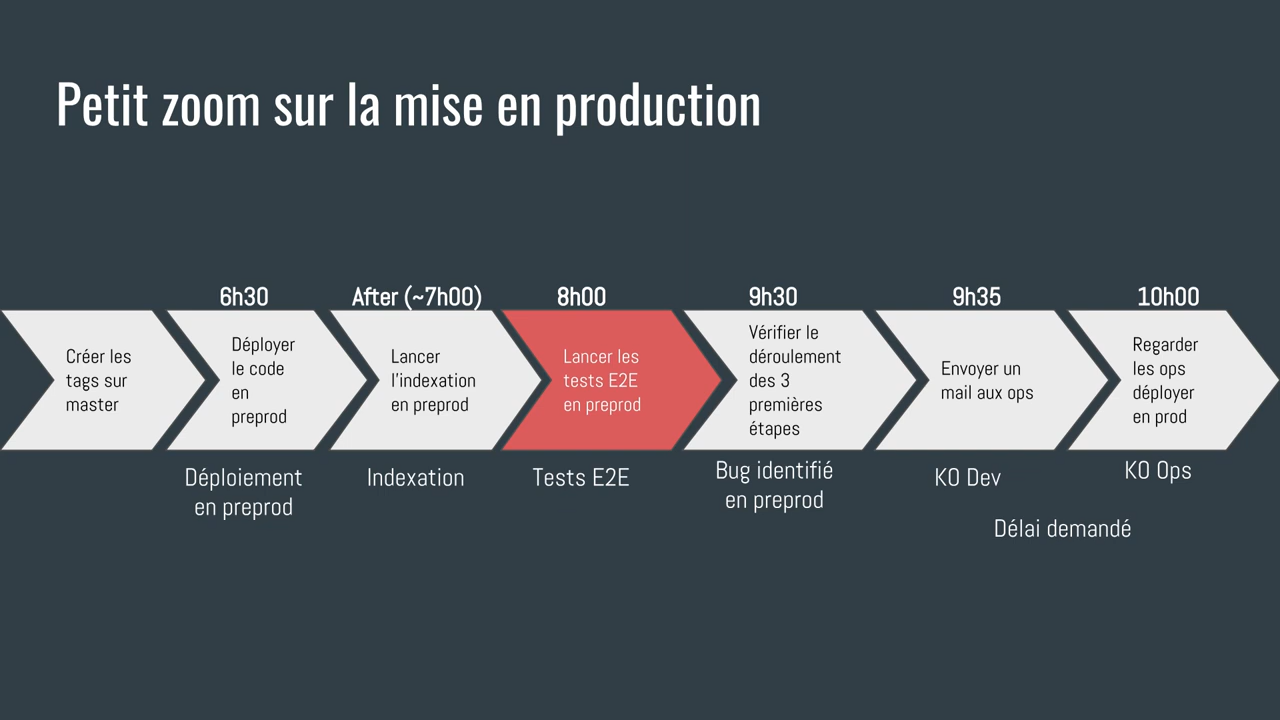 Petit zoom sur la mise en production
6h30
After (~7h00)
8h00
9h30
9h35
10h00
Créer les
tags sur
master
Déployer
le code
en
preprod
Lancer
l'indexation
en preprod
Lancer les
tests E2E
en preprod
Vérifier le
déroulement
des 3
premières
étapes
Envoyer un
mail aux ops
Regarder
les ops
déployer
en prod
Déploiement
en preprod
Indexation
Tests E2E
Bug identifié
en preprod
KO Dev
KO Ops
Délai demandé